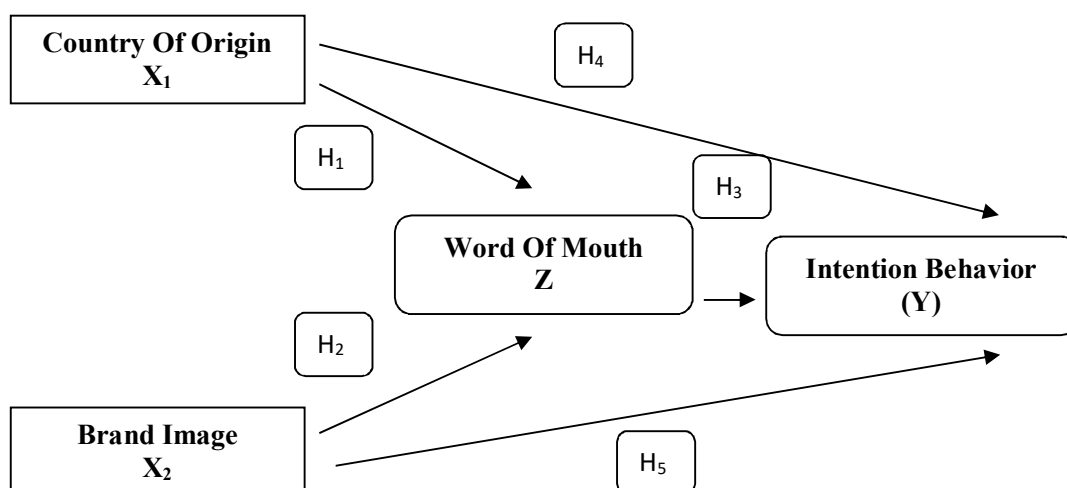 Country Of Origin
X₁
H₄
H₁
H₃
Word Of Mouth
Z
Intention Behavior
(Y)
H₂
Brand Image
X₂
H₅